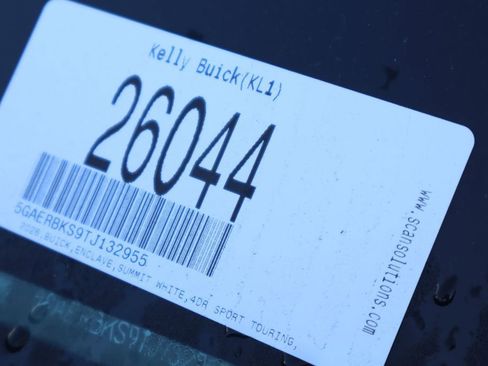 Kelly Buick(KL1)
26044
5GAERBKS9TJ132955
2026,BUICK,ENCLAVE,SUMMIT WHITE,4DR SPORT TOURING,
www.scansolutions.com